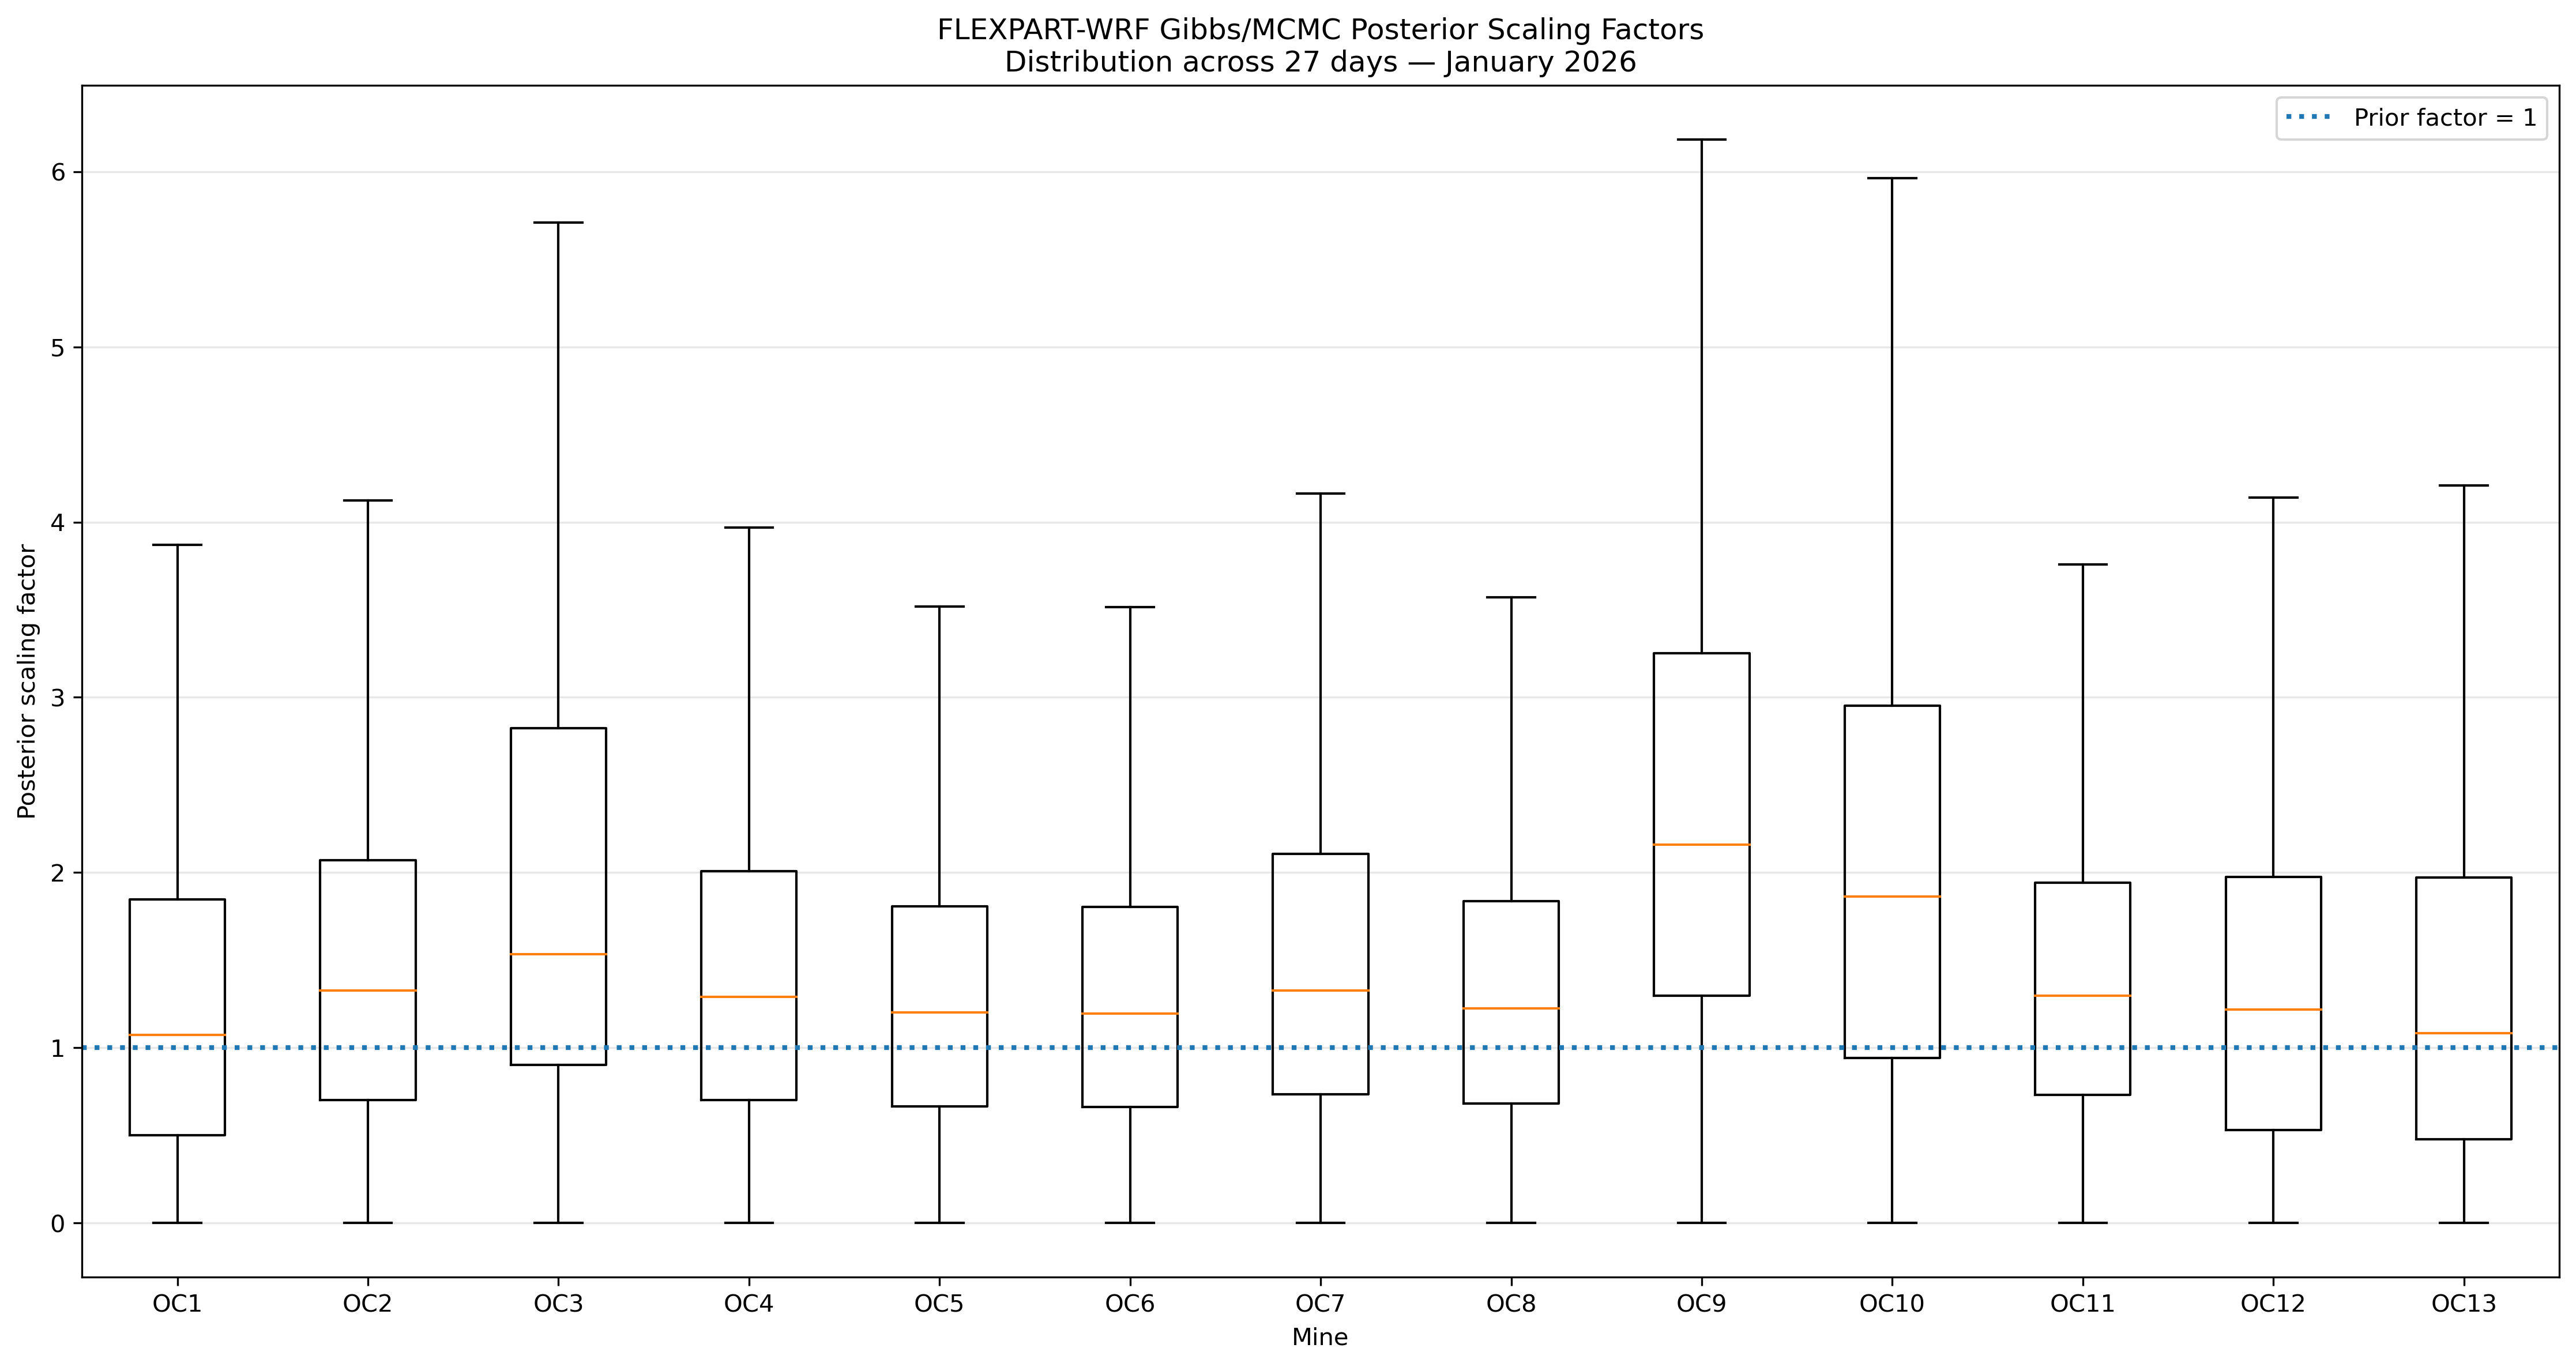 FLEXPART-WRF Gibbs/MCMC Posterior Scaling Factors
Distribution across 27 days — January 2026
Prior factor = 1
Posterior scaling factor
6
5
4
3
2
1
0
OC1 OC2 OC3 OC4 OC5 OC6 OC7 OC8 OC9 OC10 OC11 OC12 OC13
Mine